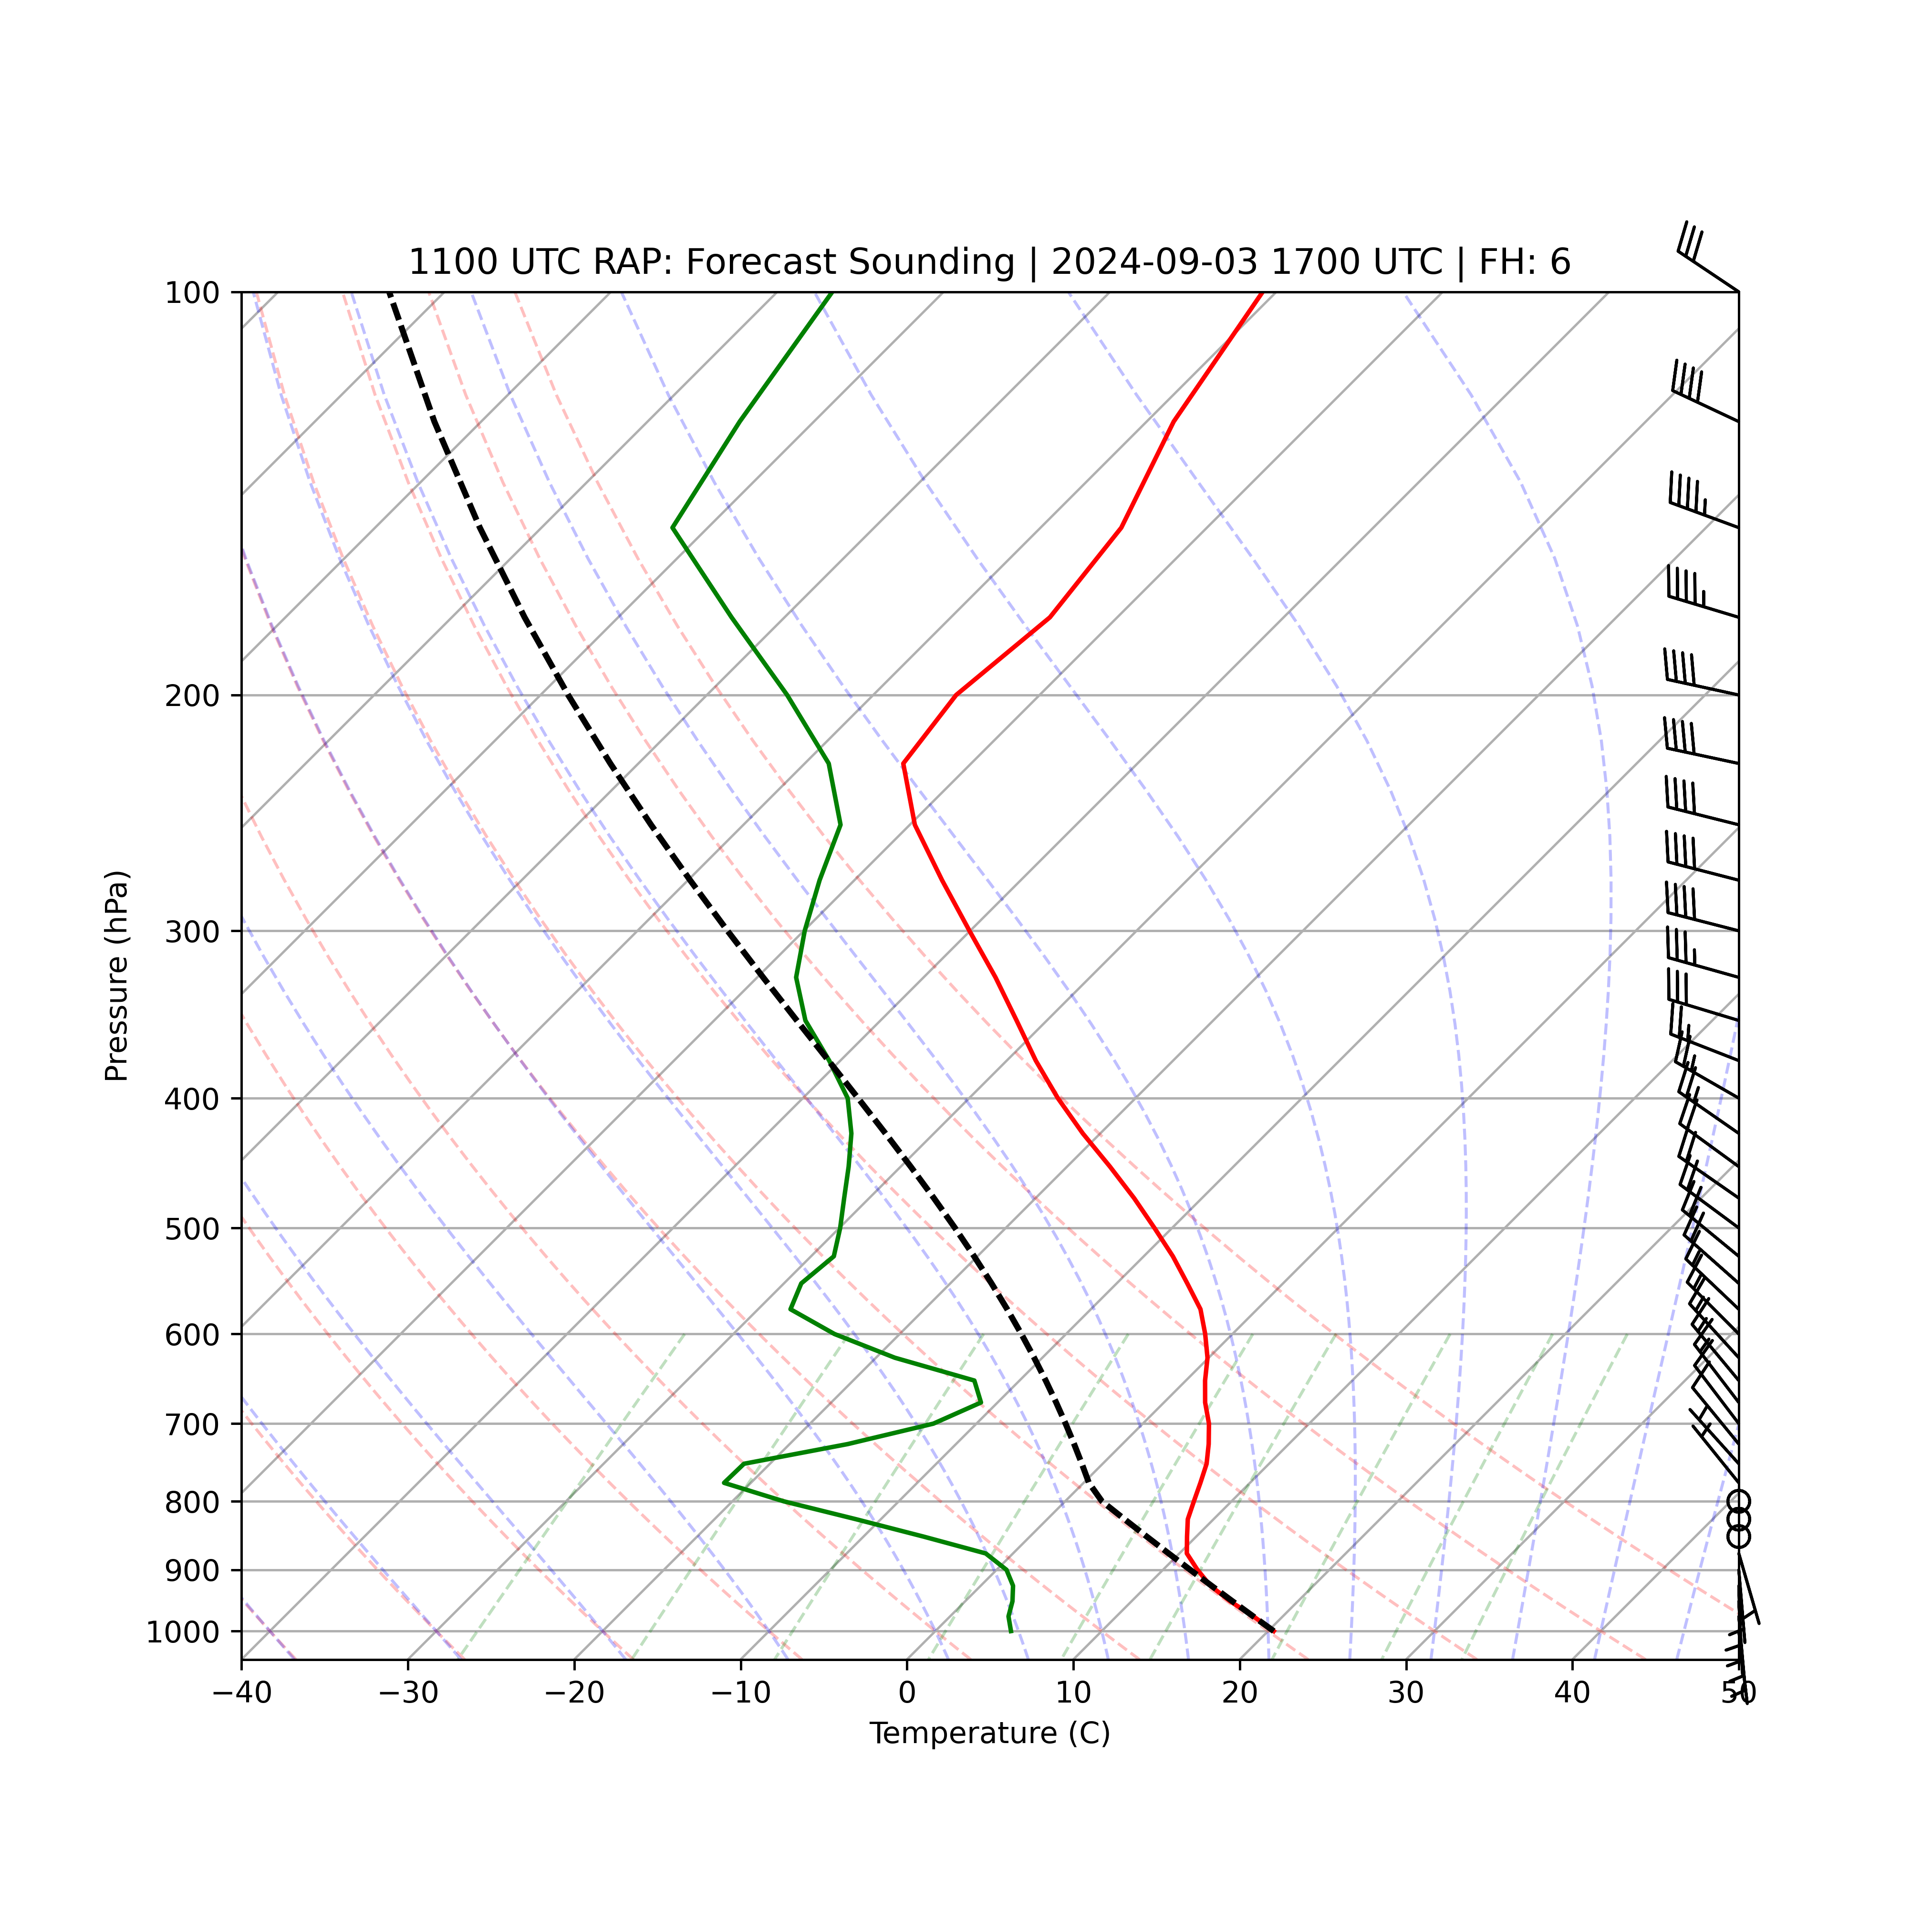 1100 UTC RAP: Forecast Sounding | 2024-09-03 1700 UTC | FH: 6
100
200
300
400
500
600
700
800
900
1000
Pressure (hPa)
−40 −30 −20 −10 0 10 20 30 40 50
Temperature (C)